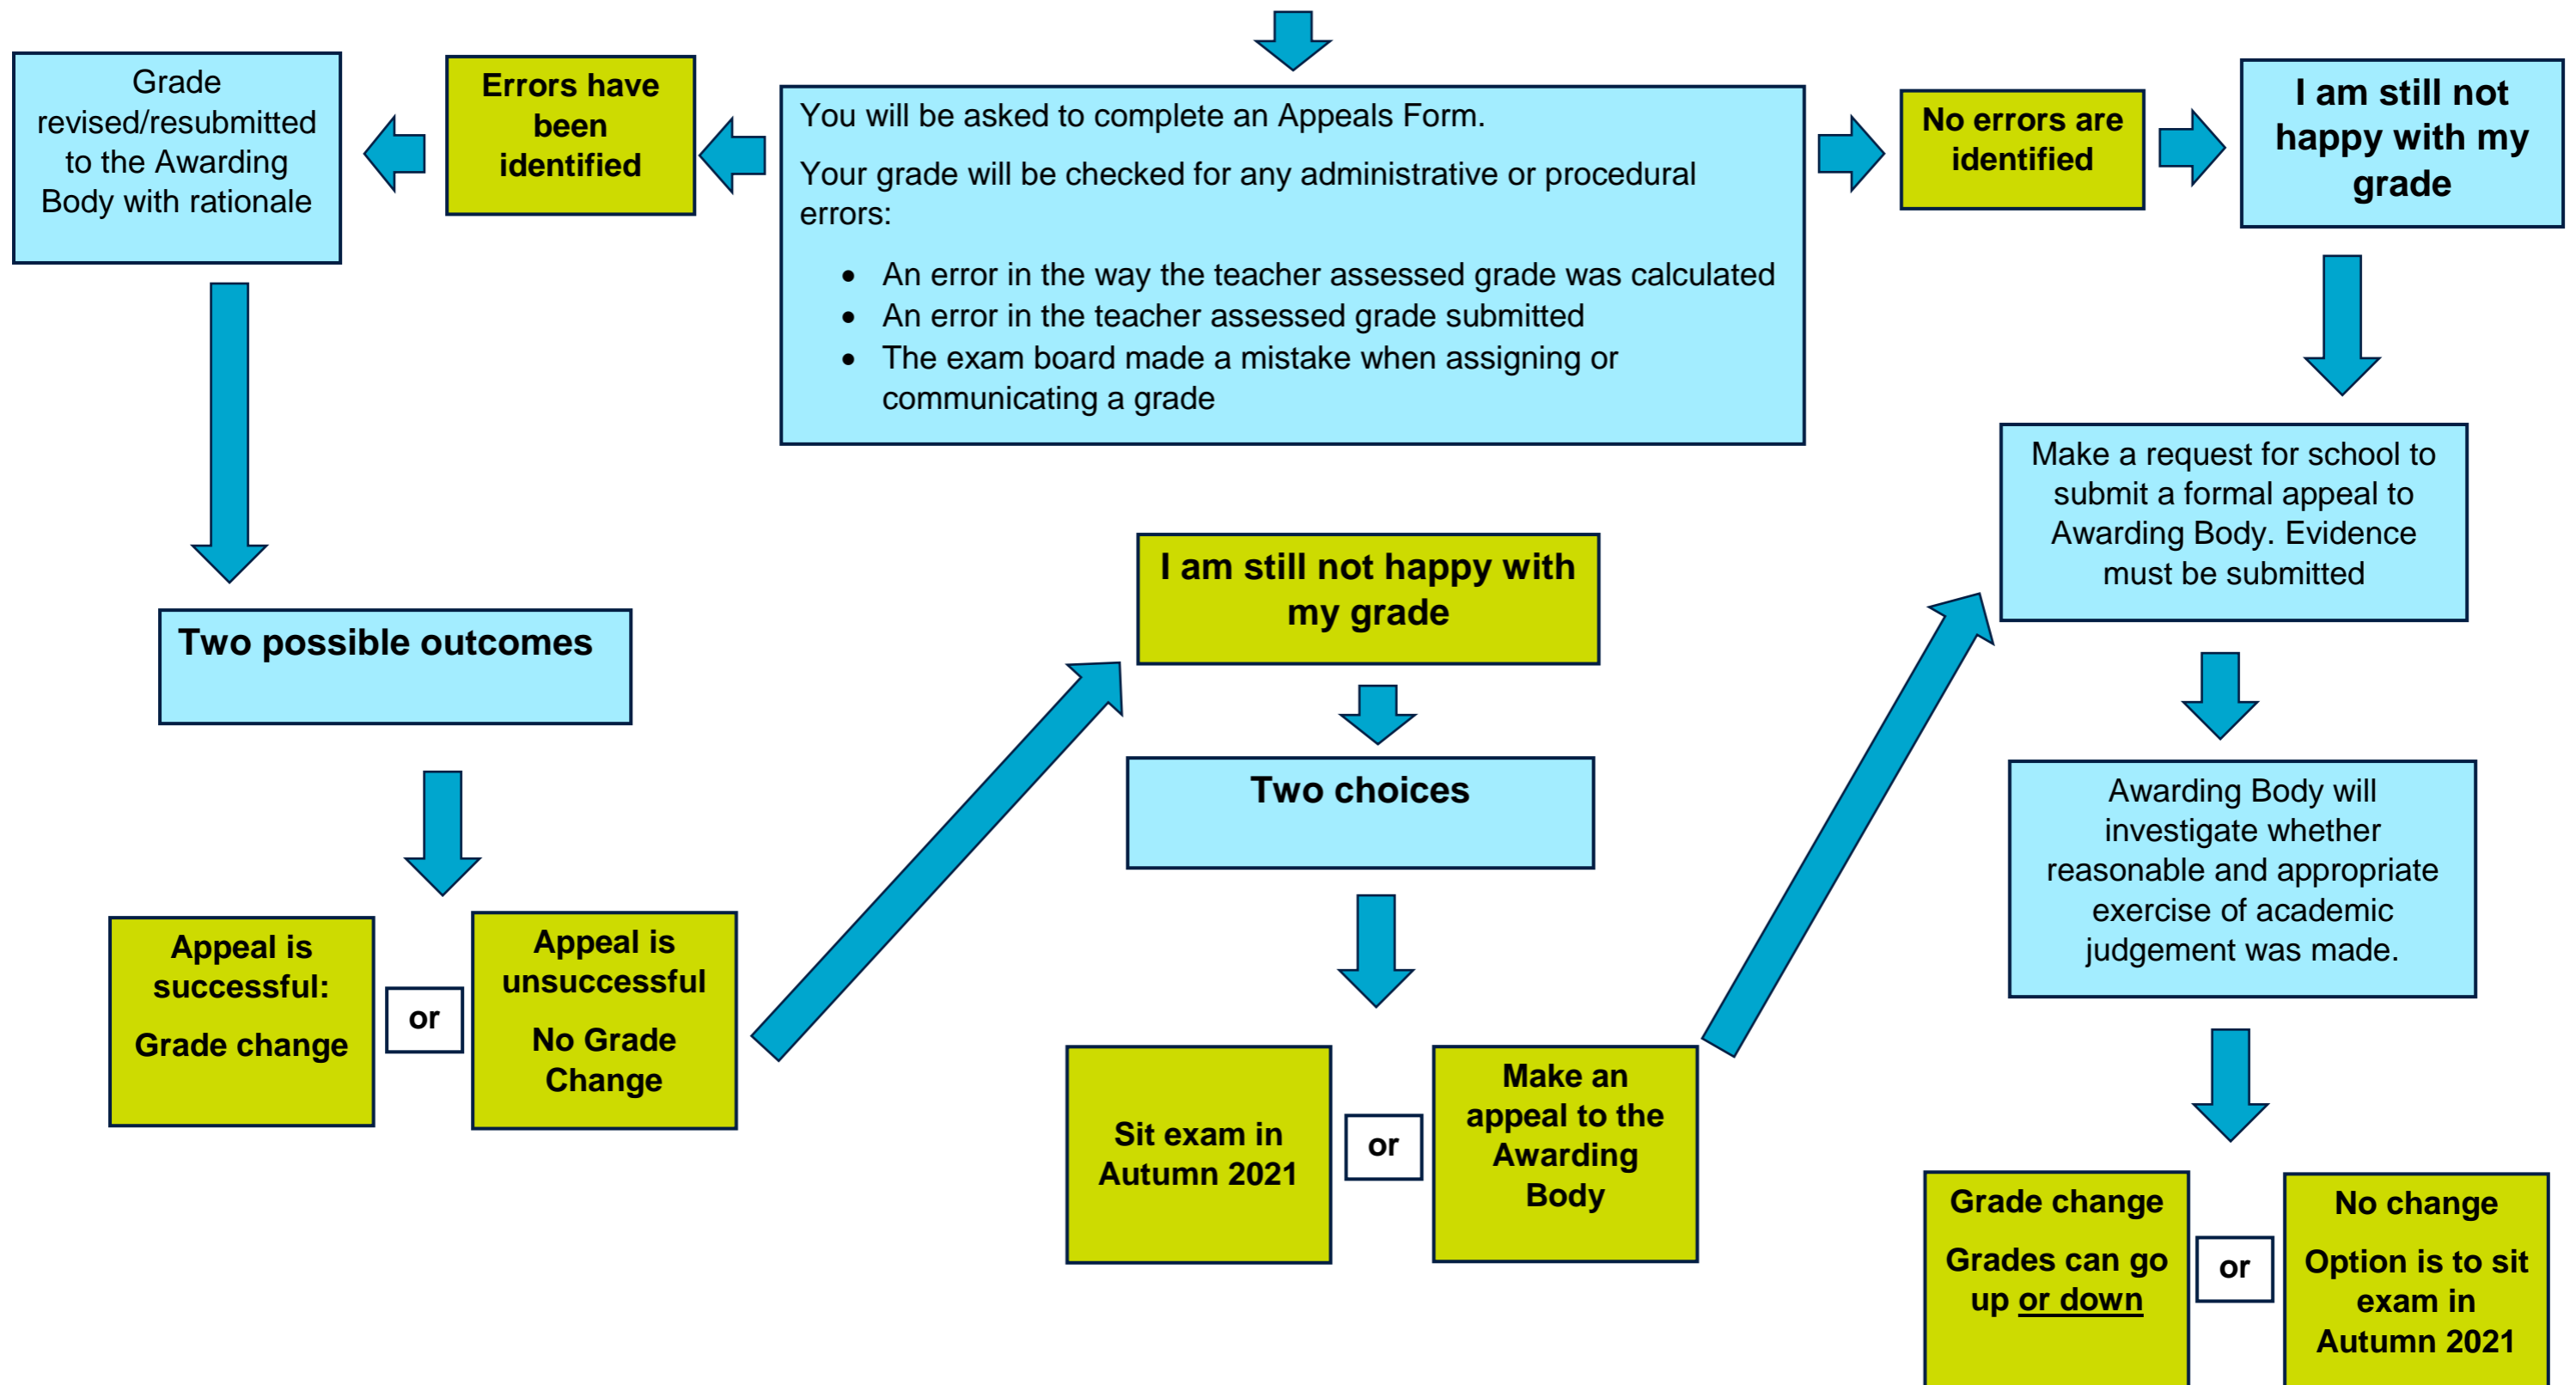 Grade
revised/resubmitted
to the Awarding
Body with rationale
Errors have
been
identified
You will be asked to complete an Appeals Form.
Your grade will be checked for any administrative or procedural
errors:
• An error in the way the teacher assessed grade was calculated
• An error in the teacher assessed grade submitted
• The exam board made a mistake when assigning or
communicating a grade
No errors are
identified
I am still not
happy with my
grade
Make a request for school to
submit a formal appeal to
Awarding Body. Evidence
must be submitted
I am still not happy with
my grade
Two possible outcomes
Two choices
Awarding Body will
investigate whether
reasonable and appropriate
exercise of academic
judgement was made.
Appeal is
successful:
Grade change
or
Appeal is
unsuccessful
No Grade
Change
Sit exam in
Autumn 2021
or
Make an
appeal to the
Awarding
Body
Grade change
Grades can go
up or down
or
No change
Option is to sit
exam in
Autumn 2021